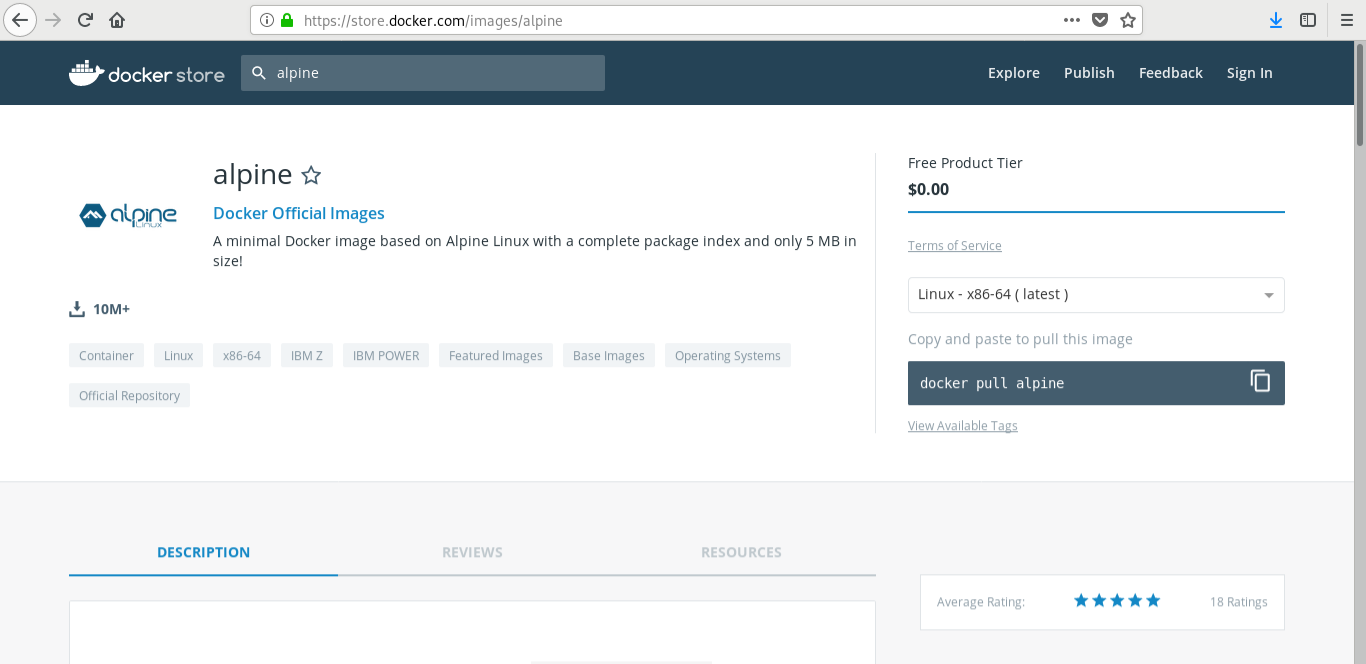 https://store.docker.com/images/alpine
docker store
alpine
Explore
Publish
Feedback
Sign In
alpine
alpine
Linux
Docker Official Images
A minimal Docker image based on Alpine Linux with a complete package index and only 5 MB in
size!
10M+
Container
Linux
x86-64
IBM Z
IBM POWER
Featured Images
Base Images
Operating Systems
Official Repository
Free Product Tier
$0.00
Terms of Service
Linux - x86-64 ( latest )
Copy and paste to pull this image
docker pull alpine
View Available Tags
DESCRIPTION
REVIEWS
RESOURCES
Average Rating:
18 Ratings